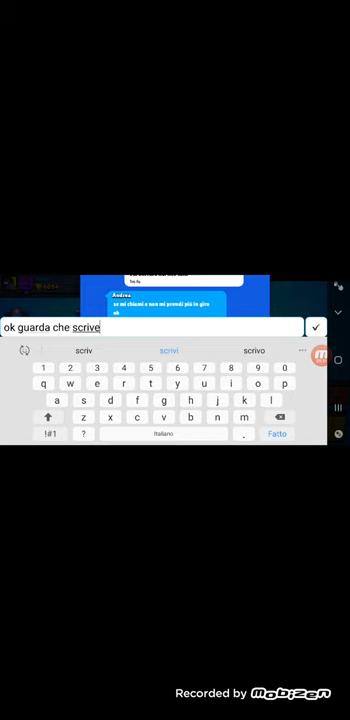 Andrea
se mi chiami e non mi prendi più in giro
ok
ok guarda che scrive
scriv scrivi scrivo
1 2 3 4 5 6 7 8 9 0
q w e r t y u i o p
a s d f g h j k l
z x c v b n m
!#1 ? Italiano . Fatto
Recorded by Mobizen